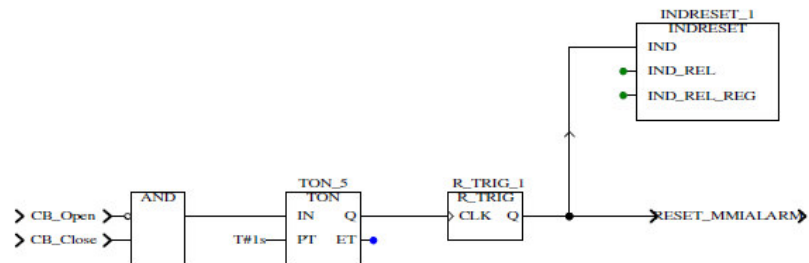 INDRESET_1
INDRESET
IND
IND_REL
IND_REL_REG
TON_5
R_TRIG_1
AND
TON
R_TRIG
CB_Open
IN Q
CLK Q
RESET_MMIALARM
CB_Close
T#1s
PT ET